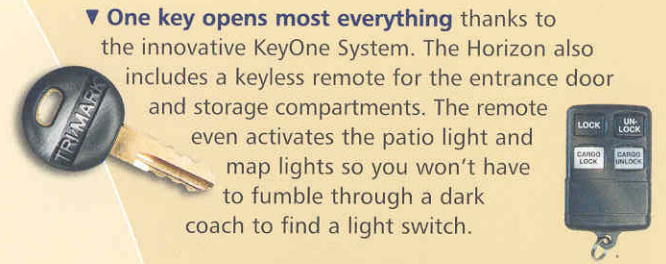 ▼ One key opens most everything thanks to
the innovative KeyOne System. The Horizon also
includes a keyless remote for the entrance door
and storage compartments. The remote
even activates the patio light and
map lights so you won't have
to fumble through a dark
coach to find a light switch.
TRI/MARK
LOCK
UN-
LOCK
CARGO
LOCK
CARGO
UNLOCK